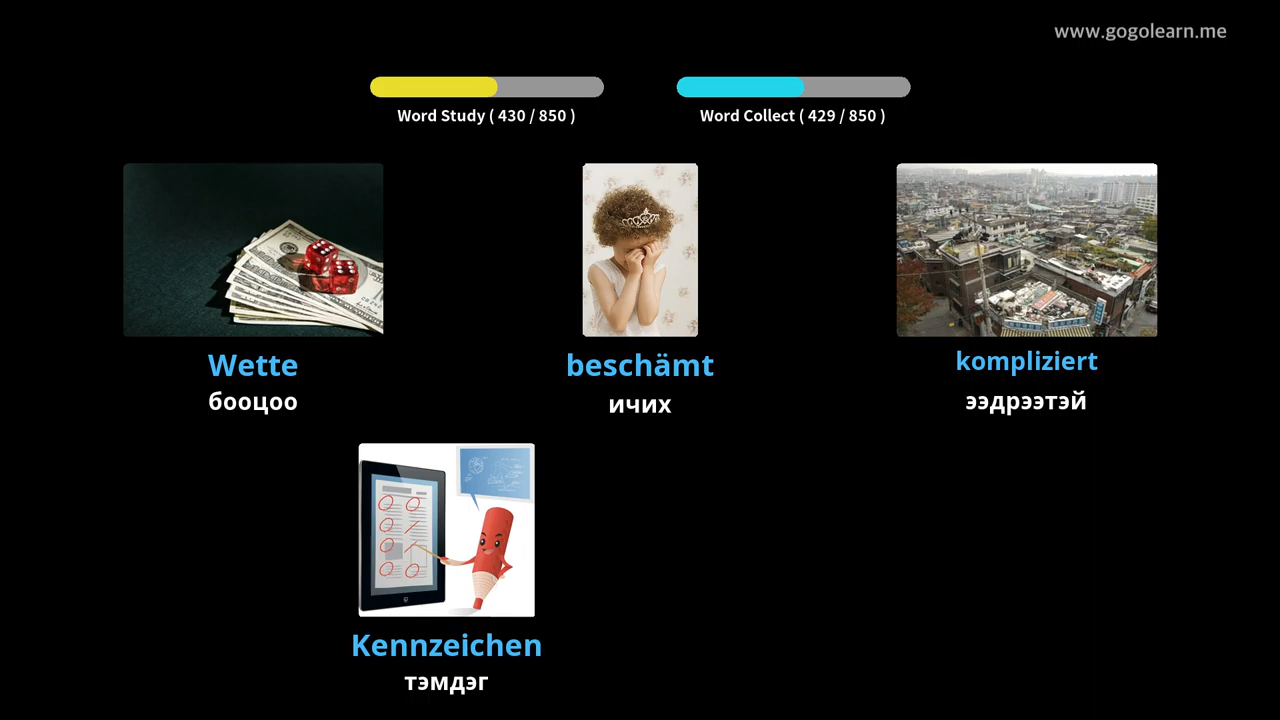 www.gogolearn.me
Word Study ( 430 / 850 )
Word Collect ( 429 / 850 )
Wette
бооцоо
beschämt
ичих
kompliziert
ээдрээтэй
Kennzeichen
тэмдэг